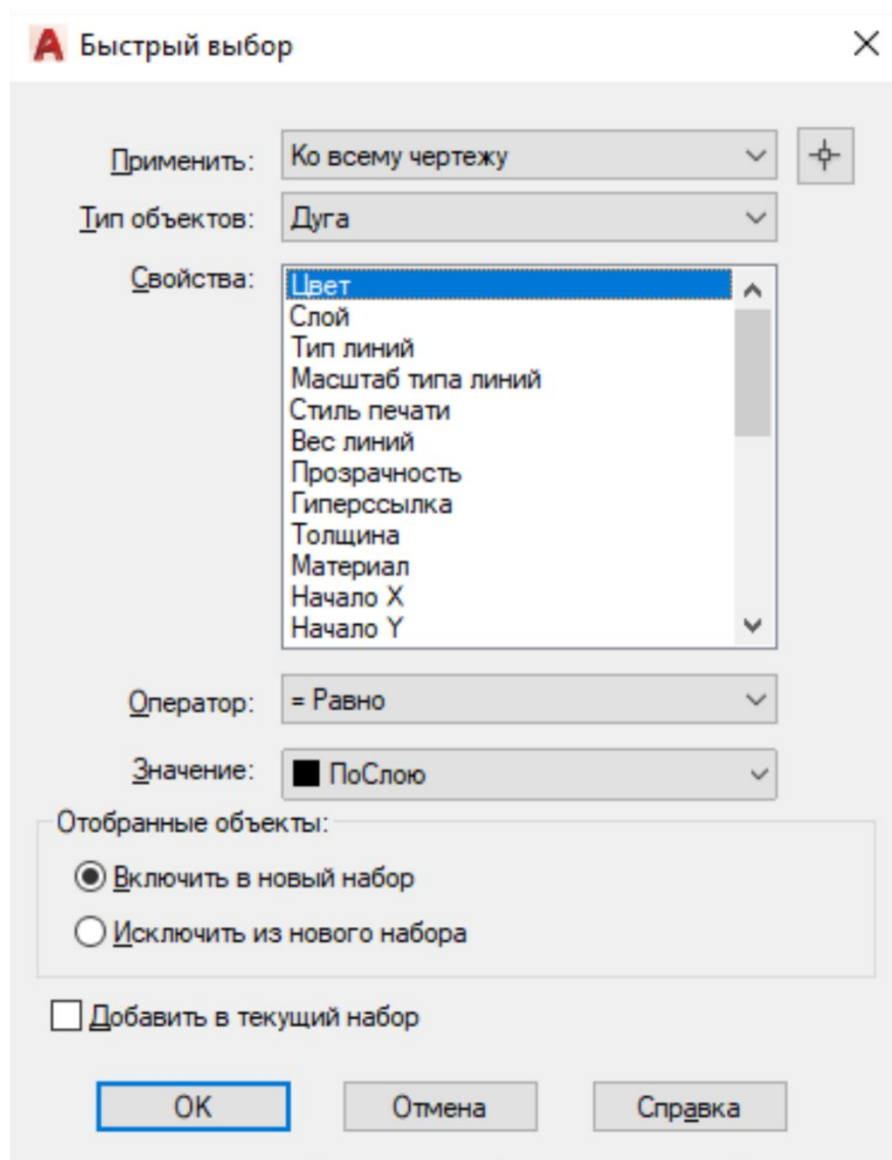 Быстрый выбор
Применить: Ко всему чертежу
Тип объектов: Дуга
Свойства: Цвет
Слой
Тип линий
Масштаб типа линий
Стиль печати
Вес линий
Прозрачность
Гиперссылка
Толщина
Материал
Начало X
Начало Y
Оператор: = Равно
Значение: ПоСлою
Отобранные объекты:
Включить в новый набор
Исключить из нового набора
Добавить в текущий набор
OK Отмена Справка